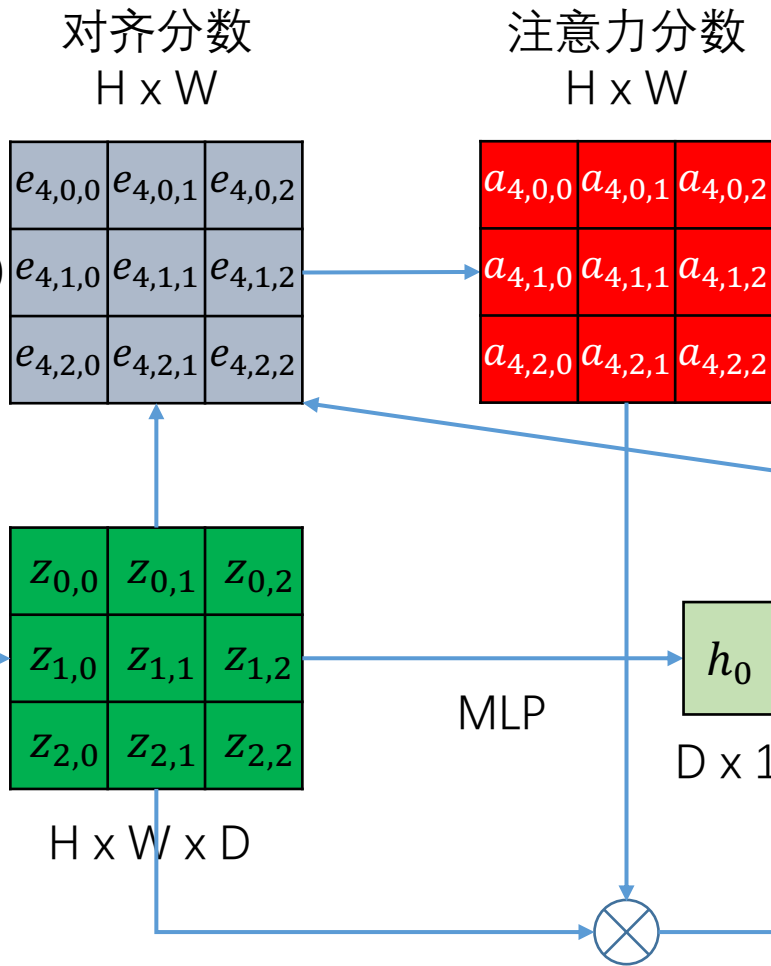 对齐分数
H x W
注意力分数
H x W
e4,0,0 e4,0,1 e4,0,2
e4,1,0 e4,1,1 e4,1,2
e4,2,0 e4,2,1 e4,2,2
a4,0,0 a4,0,1 a4,0,2
a4,1,0 a4,1,1 a4,1,2
a4,2,0 a4,2,1 a4,2,2
)
z0,0 z0,1 z0,2
z1,0 z1,1 z1,2
z2,0 z2,1 z2,2
H x W x D
MLP
h0
D x 1